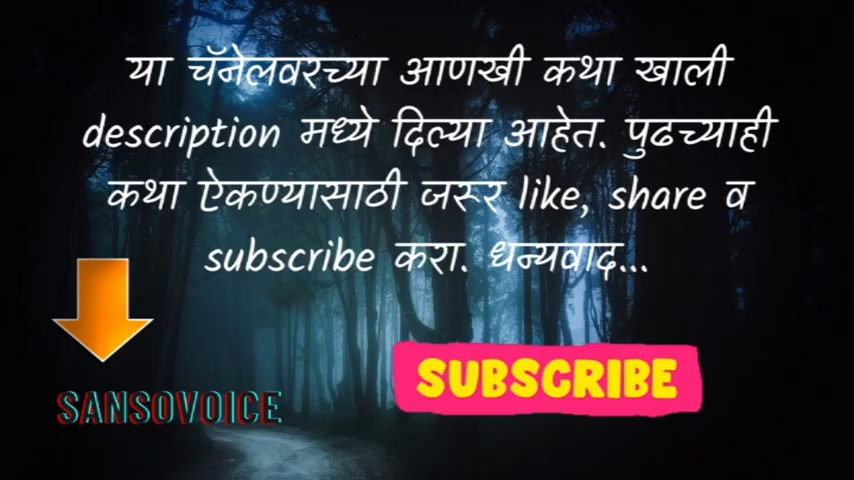 या चॅनेलवरच्या आणखी कथा खाली
description मध्ये दिल्या आहेत. पुढच्याही
कथा ऐकण्यासाठी जरूर like, share व
subscribe करा. धन्यवाद...
SUBSCRIBE
SANSOVOICE